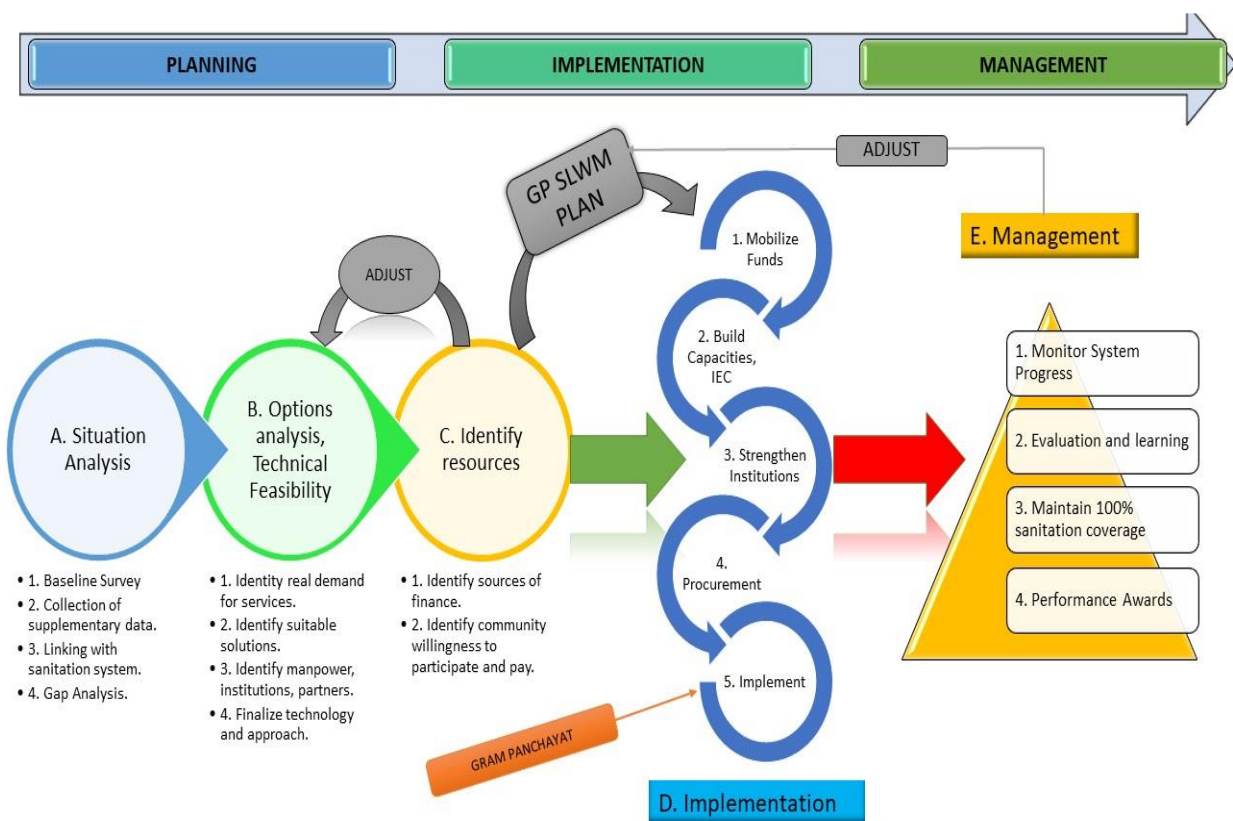 PLANNING
IMPLEMENTATION
MANAGEMENT
ADJUST
GP SLWM
PLAN
E. Management
ADJUST
1. Mobilize
Funds
2. Build
Capacities,
IEC
3. Strengthen
Institutions
4.
Procurement
5. Implement
A. Situation
Analysis
B. Options
analysis,
Technical
Feasibility
C. Identify
resources
1. Monitor System
Progress
2. Evaluation and learning
3. Maintain 100%
sanitation coverage
4. Performance Awards
• 1. Baseline Survey
• 2. Collection of
supplementary data.
• 3. Linking with
sanitation system.
• 4. Gap Analysis.
• 1. Identity real demand
for services.
• 2. Identify suitable
solutions.
• 3. Identify manpower,
institutions, partners.
• 4. Finalize technology
and approach.
• 1. Identify sources of
finance.
• 2. Identify community
willingness to
participate and pay.
GRAM PANCHAYAT
D. Implementation